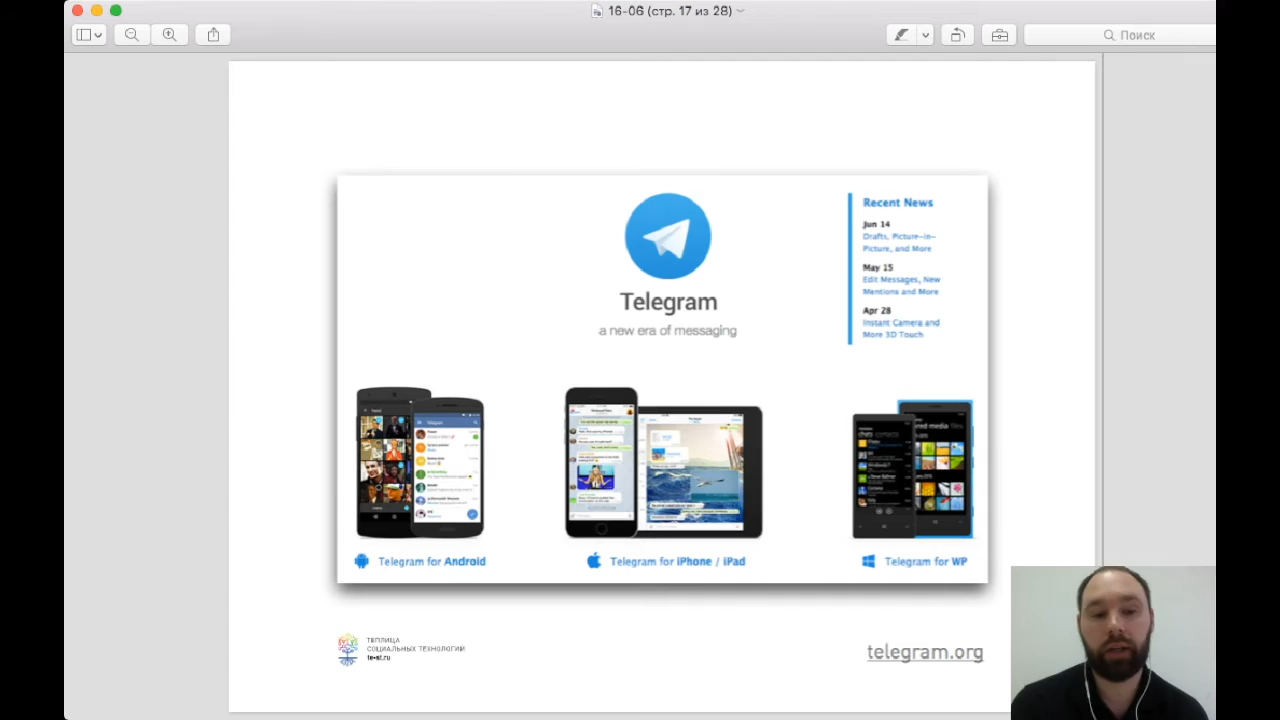 16-06 (стр. 17 из 28)
Поиск
Telegram
a new era of messaging
Recent News
Jun 14
Drafts, Picture-in-
Picture, and More
May 15
Edit Messages, New
Mentions and More
Apr 28
Instant Camera and
More 3D Touch
Telegram for Android
Telegram for iPhone / iPad
Telegram for WP
ТЕПЛИЦА
СОЦИАЛЬНЫХ ТЕХНОЛОГИЙ
te-st.ru
telegram.org